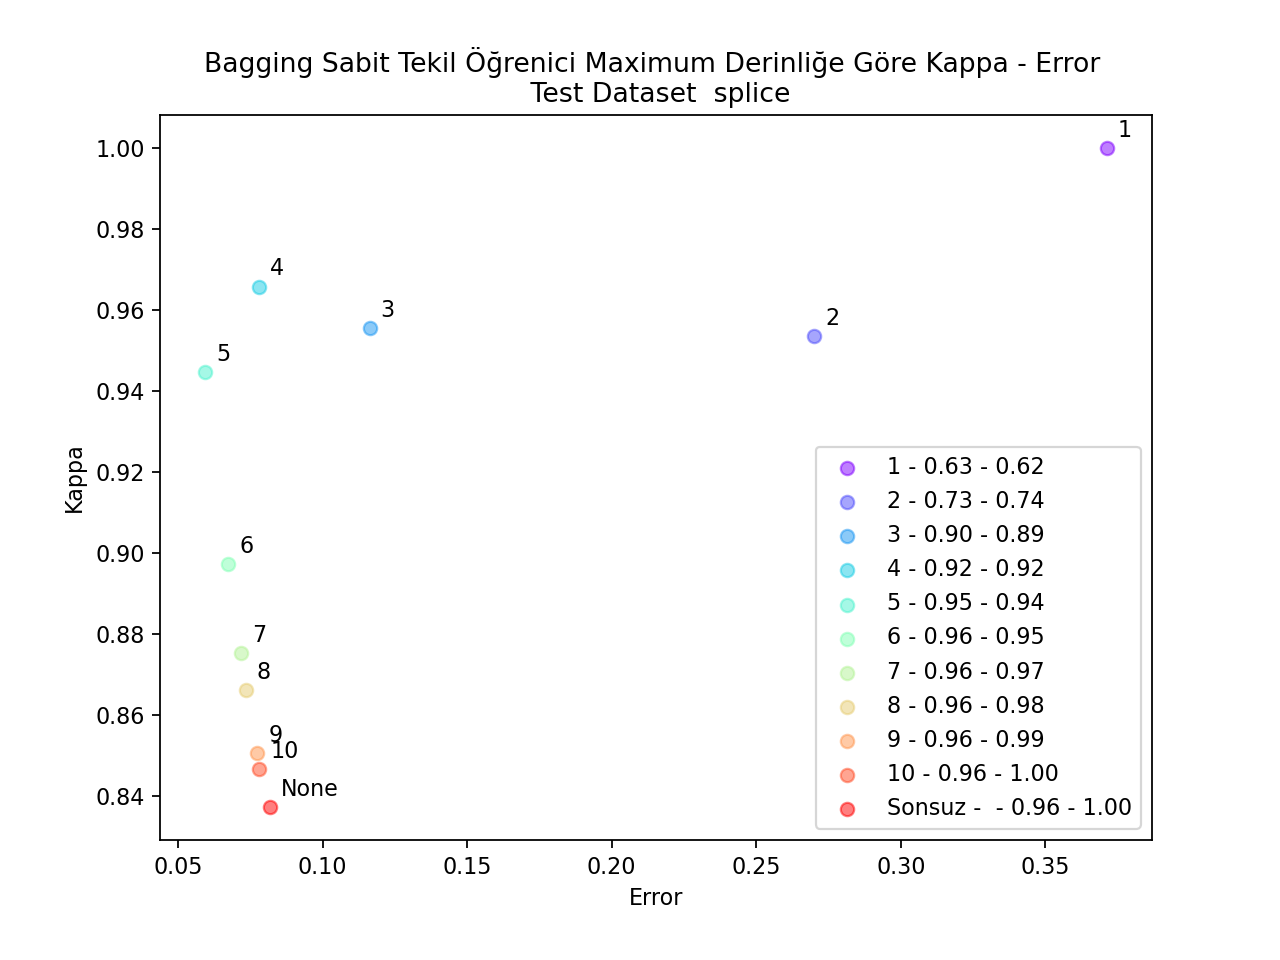 Bagging Sabit Tekil Öğrenici Maximum Derinliğe Göre Kappa - Error
Test Dataset  splice
1.00
0.98
0.96
0.94
0.92
0.90
0.88
0.86
0.84
Kappa
1
4
3
2
5
6
7
8
9
10
None
1 - 0.63 - 0.62
2 - 0.73 - 0.74
3 - 0.90 - 0.89
4 - 0.92 - 0.92
5 - 0.95 - 0.94
6 - 0.96 - 0.95
7 - 0.96 - 0.97
8 - 0.96 - 0.98
9 - 0.96 - 0.99
10 - 0.96 - 1.00
Sonsuz -  - 0.96 - 1.00
0.05 0.10 0.15 0.20 0.25 0.30 0.35
Error